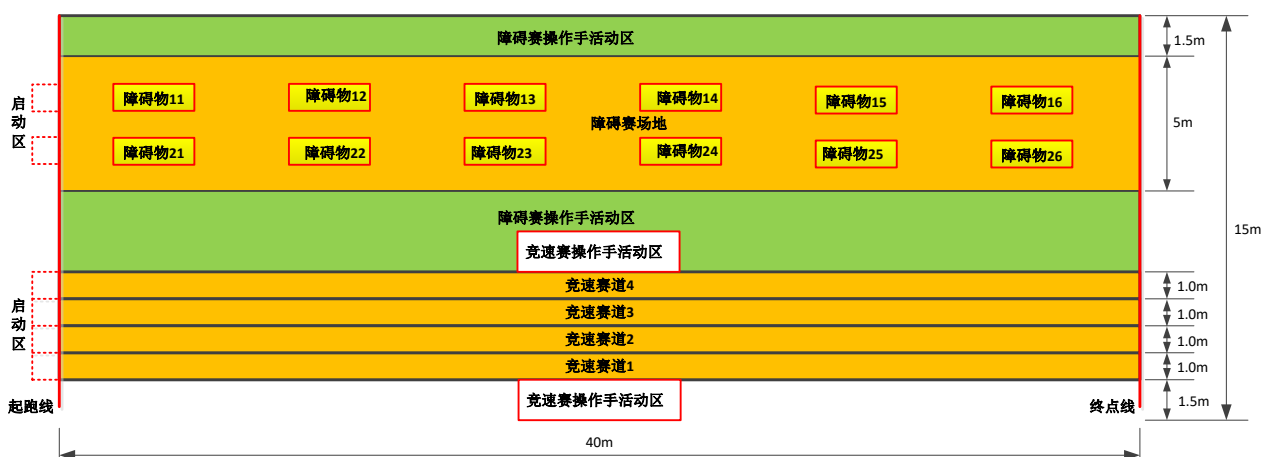 障碍赛操作手活动区
1.5m
启动区
障碍物11
障碍物12
障碍物13
障碍物14
障碍物15
障碍物16
障碍赛场地
5m
障碍物21
障碍物22
障碍物23
障碍物24
障碍物25
障碍物26
障碍赛操作手活动区
15m
竞速赛操作手活动区
启动区
竞速赛道4
1.0m
竞速赛道3
1.0m
竞速赛道2
1.0m
竞速赛道1
1.0m
起跑线
竞速赛操作手活动区
终点线
1.5m
40m